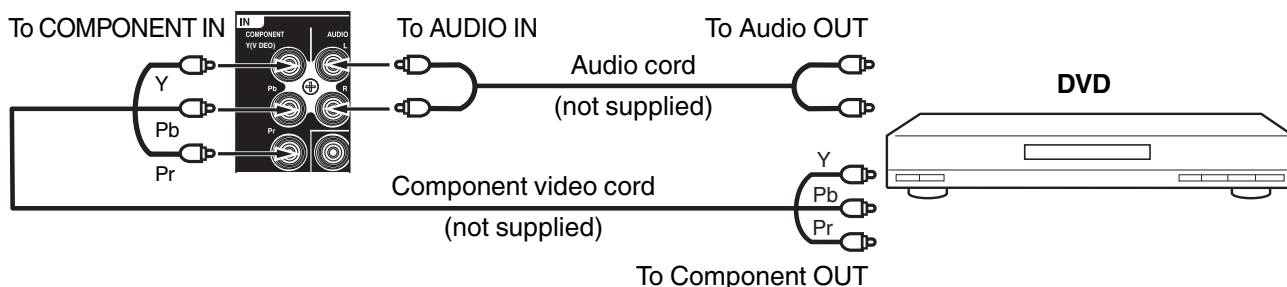 To COMPONENT IN
IN
COMPONENT
AUDIO
Y(V DEO)
L
Pb
R
Pr
Y
Pb
Pr
To AUDIO IN
Audio cord
(not supplied)
To Audio OUT
DVD
Component video cord
(not supplied)
Y
Pb
Pr
To Component OUT